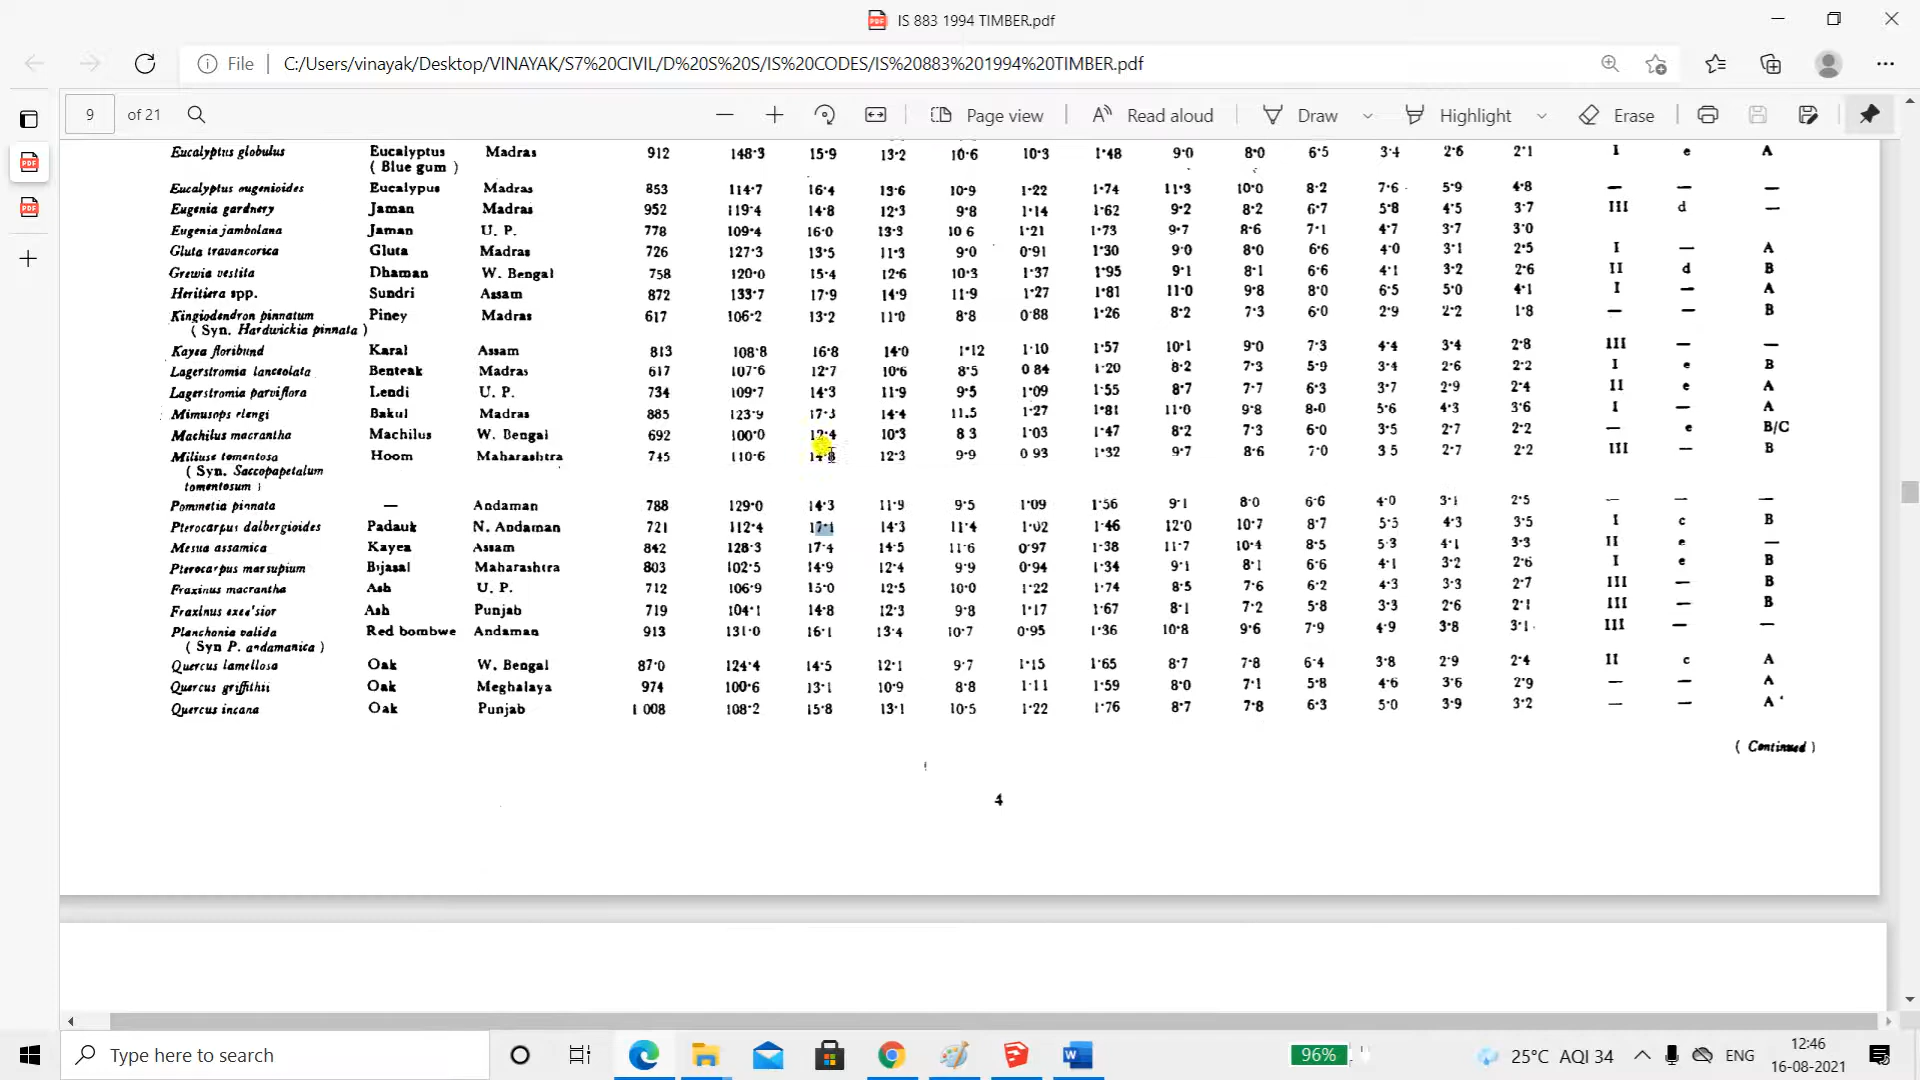 IS 883 1994 TIMBER.pdf
File | C:/Users/vinayak/Desktop/VINAYAK/S7%20CIVIL/D%20S%20S/IS%20CODES/IS%20883%201994%20TIMBER.pdf
9 of 21 Page view Read aloud Draw Highlight Erase
Eucalyptus globulus Eucalyptus Madras 912 148·3 15·9 13·2 10·6 10·3 1·48 9·0 8·0 6·5 3·4 2·6 2·1 I e A
( Blue gum )
Eucalyptus eugenioides Eucalypus Madras 853 114·7 16·4 13·6 10·9 1·22 1·74 11·3 10·0 8·2 7·6 5·9 4·8 — — —
Eugenia gardnery Jaman Madras 952 119·4 14·8 12·3 9·8 1·14 1·62 9·2 8·2 6·7 5·8 4·5 3·7 III d —
Eugenia jambolana Jaman U. P. 778 109·4 16·0 13·3 10 6 1·21 1·73 9·7 8·6 7·1 4·7 3·7 3·0
Gluta travancorica Gluta Madras 726 127·3 13·5 11·3 9·0 0·91 1·30 9·0 8·0 6·6 4·0 3·1 2·5 I — A
Grewia veslita Dhaman W. Bengal 758 120·0 15·4 12·6 10·3 1·37 1·95 9·1 8·1 6·6 4·1 3·2 2·6 II d B
Heritiera spp. Sundri Assam 872 133·7 17·9 14·9 11·9 1·27 1·81 11·0 9·8 8·0 6·5 5·0 4·1 I — A
Kingiodendron pinnatum Piney Madras 617 106·2 13·2 11·0 8·8 0·88 1·26 8·2 7·3 6·0 2·9 2·2 1·8 — — B
( Syn. Hardwickia pinnata )
Kayea floribund Karal Assam 813 108·8 16·8 14·0 1·12 1·10 1·57 10·1 9·0 7·3 4·4 3·4 2·8 III — —
Lagerstromia lanceolata Benteak Madras 617 107·6 12·7 10·6 8·5 0 84 1·20 8·2 7·3 5·9 3·4 2·6 2·2 I e B
Lagerstromia parviflora Lendi U. P. 734 109·7 14·3 11·9 9·5 1·09 1·55 8·7 7·7 6·3 3·7 2·9 2·4 II e A
Mimusops elengi Bakul Madras 885 123·9 17·3 14·4 11.5 1·27 1·81 11·0 9·8 8·0 5·6 4·3 3·6 I — A
Machilus macrantha Machilus W. Bengal 692 100·0 12·4 10·3 8 3 1·03 1·47 8·2 7·3 6·0 3·5 2·7 2·2 — e B/C
Miliuse tomentosa Hoom Maharashtra 745 110·6 14·8 12·3 9·9 0 93 1·32 9·7 8·6 7·0 3 5 2·7 2·2 III — B
( Syn. Saccopapetalum
tomentosum )
Pommetia pinnata — Andaman 788 129·0 14·3 11·9 9·5 1·09 1·56 9·1 8·0 6·6 4·0 3·1 2·5 — — —
Pterocarpus dalbergioides Padauk N. Andaman 721 112·4 17·1 14·3 11·4 1·02 1·46 12·0 10·7 8·7 5·5 4·3 3·5 I c B
Mesua assamica Kayea Assam 842 128·3 17·4 14·5 11·6 0·97 1·38 11·7 10·4 8·5 5·3 4·1 3·3 II e —
Pterocarpus marsupium Bijasal Maharashtra 803 102·5 14·9 12·4 9·9 0·94 1·34 9·1 8·1 6·6 4·1 3·2 2·6 I e B
Fraxinus macrantha Ash U. P. 712 106·9 15·0 12·5 10·0 1·22 1·74 8·5 7·6 6·2 4·3 3·3 2·7 III — B
Fraxinus exce'sior Ash Punjab 719 104·1 14·8 12·3 9·8 1·17 1·67 8·1 7·2 5·8 3·3 2·6 2·1 III — B
Planchonia valida Red bombwe Andaman 913 131·0 16·1 13·4 10·7 0·95 1·36 10·8 9·6 7·9 4·9 3·8 3·1 III — —
( Syn P. andamanica )
Quercus lamellosa Oak W. Bengal 87·0 124·4 14·5 12·1 9·7 1·15 1·65 8·7 7·8 6·4 3·8 2·9 2·4 II c A
Quercus griffithii Oak Meghalaya 974 100·6 13·1 10·9 8·8 1·11 1·59 8·0 7·1 5·8 4·6 3·6 2·9 — — A
Quercus incana Oak Punjab 1 008 108·2 15·8 13·1 10·5 1·22 1·76 8·7 7·8 6·3 5·0 3·9 3·2 — — A
( Continued )
4
Type here to search 96% 25°C AQI 34 ENG 12:46
16-08-2021